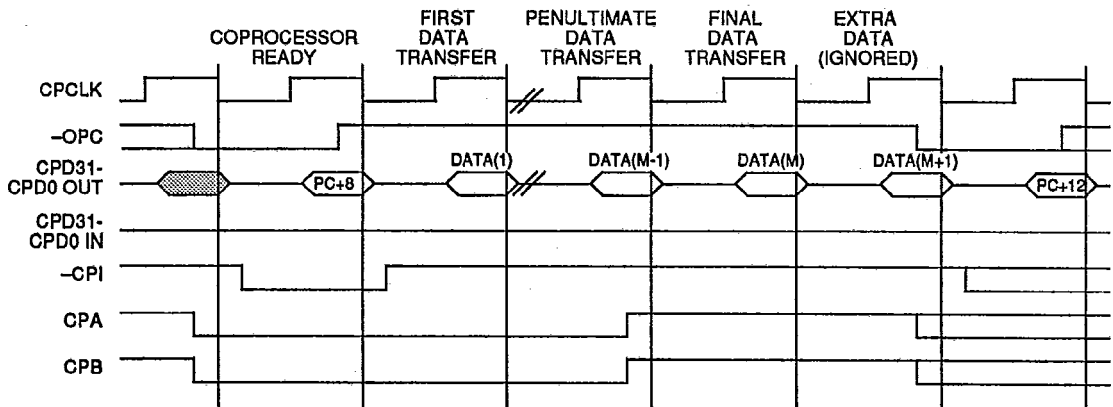 COPROCESSOR
READY
FIRST
DATA
TRANSFER
PENULTIMATE
DATA
TRANSFER
FINAL
DATA
TRANSFER
EXTRA
DATA
(IGNORED)
CPCLK
–OPC
CPD31-
CPD0 OUT
PC+8
DATA(1)
DATA(M-1)
DATA(M)
DATA(M+1)
PC+12
CPD31-
CPD0 IN
–CPI
CPA
CPB